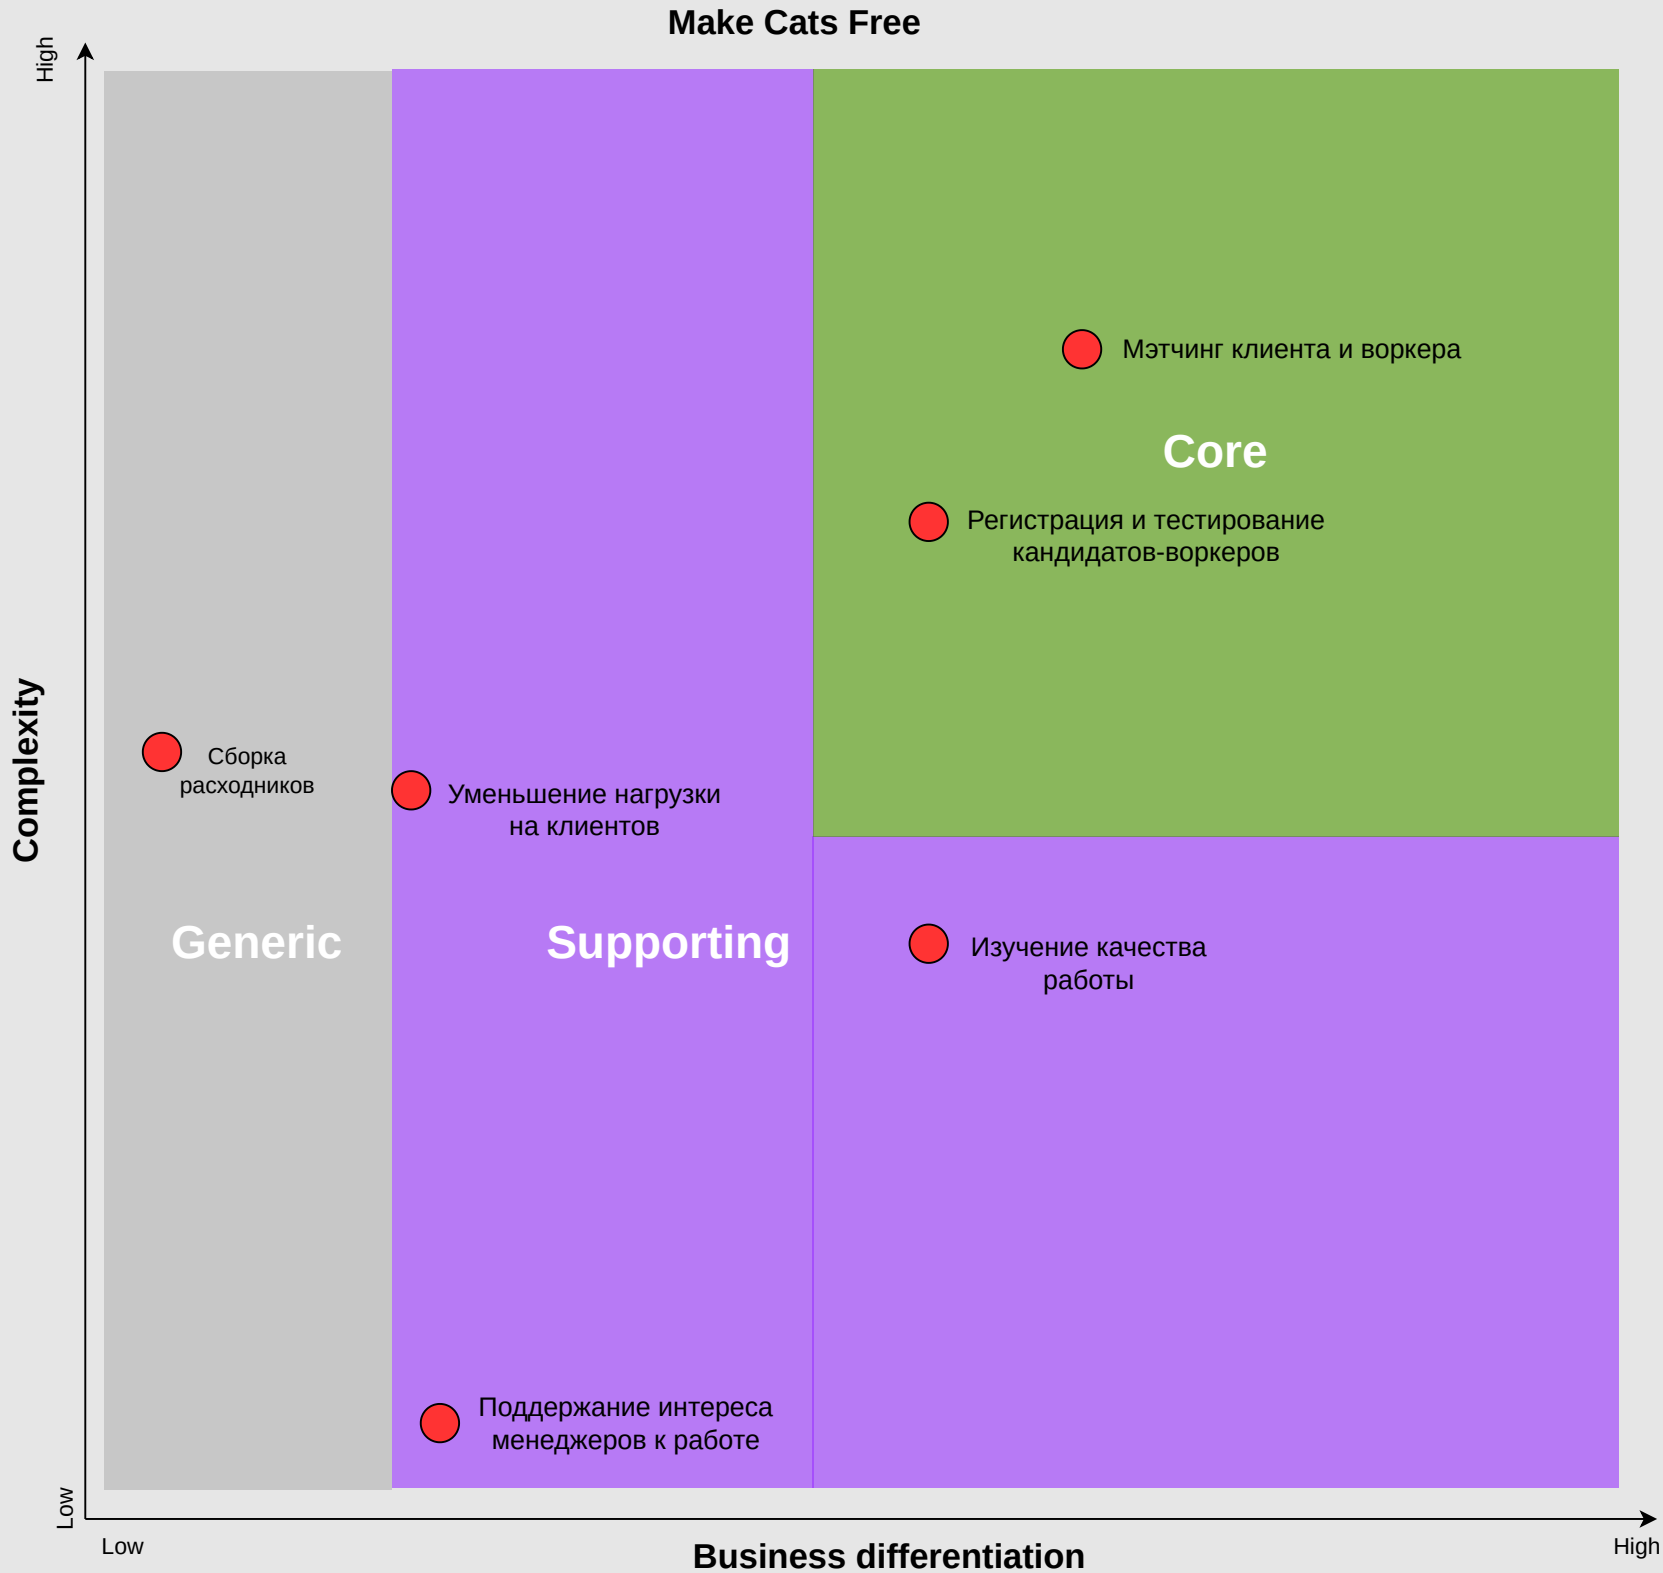 Make Cats Free
High
Мэтчинг клиента и воркера
Core
Регистрация и тестирование
кандидатов-воркеров
Complexity
Сборка
расходников
Уменьшение нагрузки
на клиентов
Generic
Supporting
Изучение качества
работы
Поддержание интереса
менеджеров к работе
Low
Low
Business differentiation
High